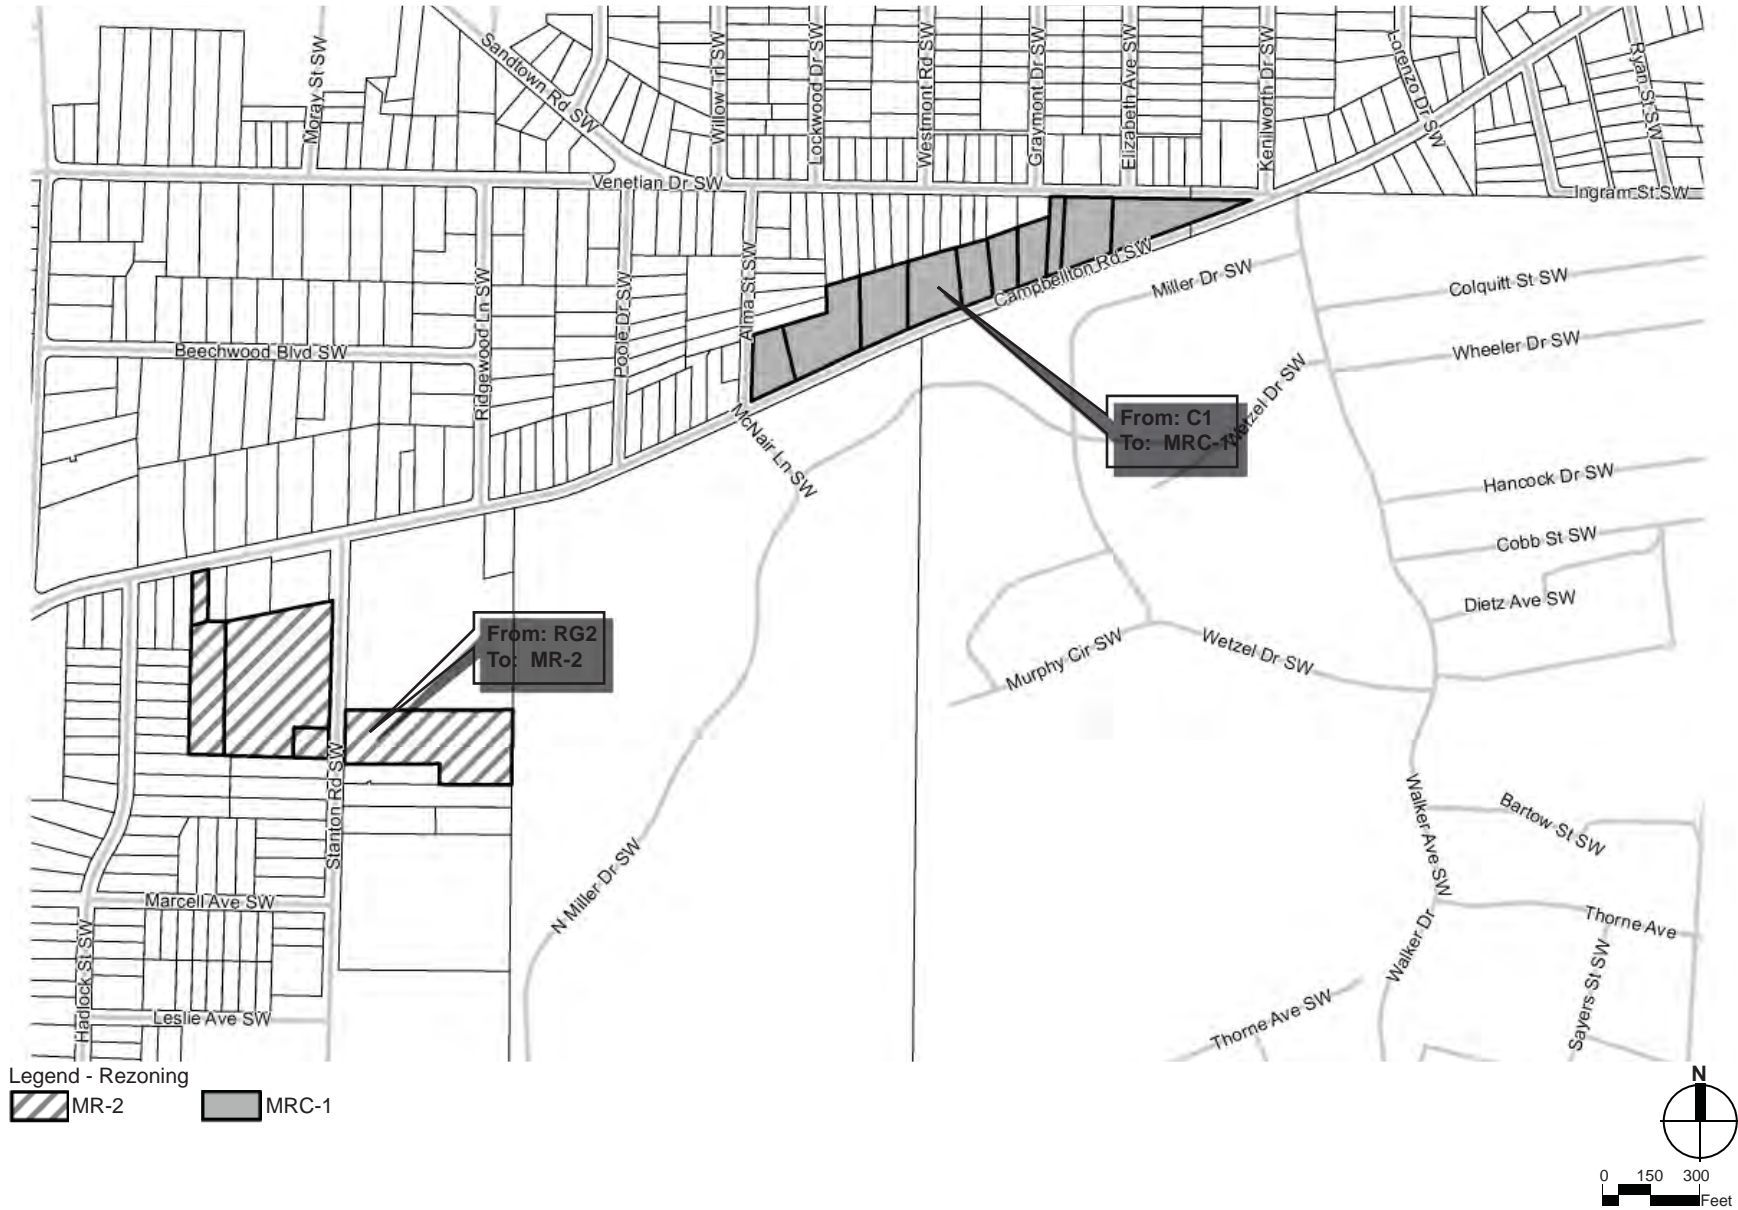 Sandtown Rd SW
Moray St SW
Willow Trl SW
Lockwood Dr SW
Westmont Rd SW
Graymont Dr SW
Elizabeth Ave SW
Kenilworth Dr SW
Lorenzo Dr SW
Ryan St SW
Venetian Dr SW
Ingram St SW
Ridgewood Ln SW
Poole Dr SW
Alma St SW
Campbellton Rd SW
Miller Dr SW
Colquitt St SW
Beechwood Blvd SW
Wheeler Dr SW
Wetzel Dr SW
From: C1
To: MRC-1
McNair Ln SW
Hancock Dr SW
Cobb St SW
Dietz Ave SW
From: RG2
To: MR-2
Murphy Cir SW
Wetzel Dr SW
Stanton Rd SW
Walker Ave SW
Bartow St SW
N Miller Dr SW
Marcell Ave SW
Thorne Ave
Walker Dr
Hadlock St SW
Sayers St SW
Leslie Ave SW
Thorne Ave SW
Legend - Rezoning
MR-2
MRC-1
N
0 150 300
Feet